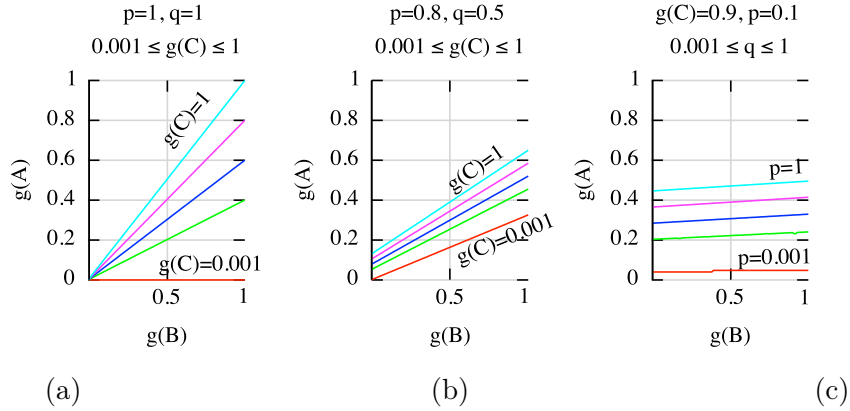 p=1, q=1
0.001 ≤ g(C) ≤ 1
1
0.8
0.6
0.4
0.2
0
g(A)
g(C)=1
g(C)=0.001
0.5
1
g(B)
(a)
p=0.8, q=0.5
0.001 ≤ g(C) ≤ 1
1
0.8
0.6
0.4
0.2
0
g(A)
g(C)=1
g(C)=0.001
0.5
1
g(B)
(b)
g(C)=0.9, p=0.1
0.001 ≤ q ≤ 1
1
0.8
0.6
0.4
0.2
0
g(A)
p=1
p=0.001
0.5
1
g(B)
(c)